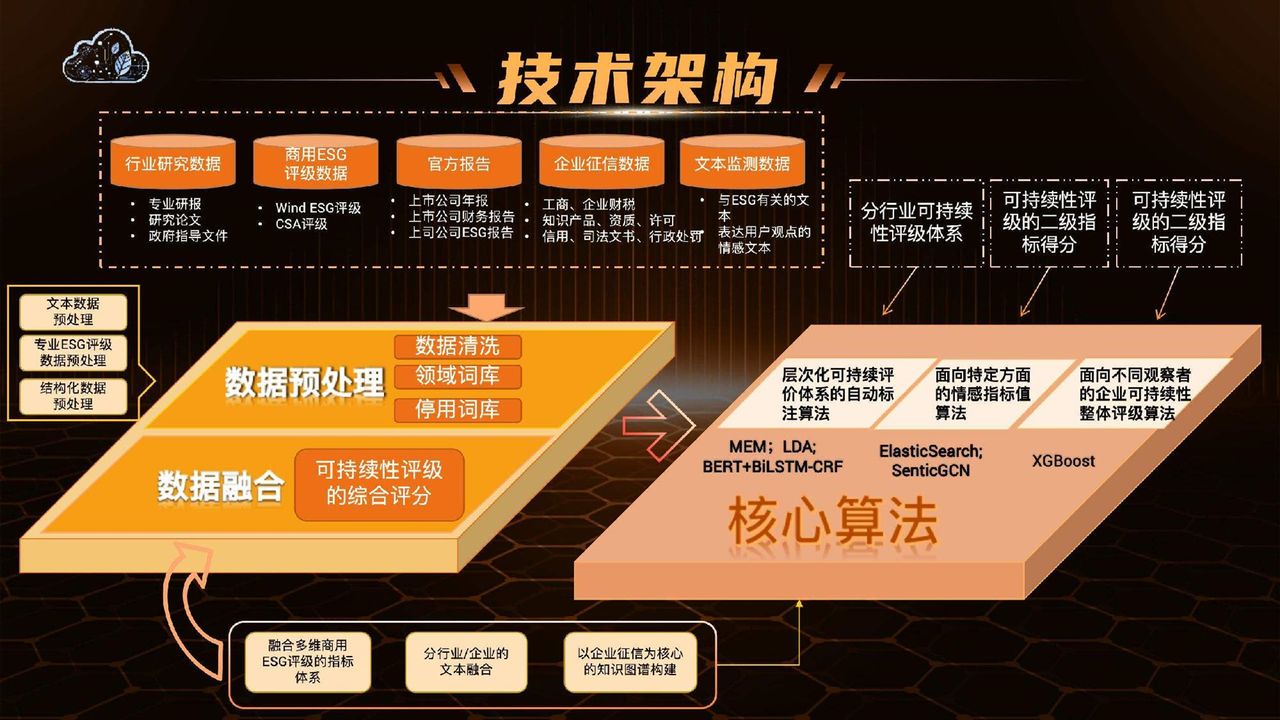 技术架构
行业研究数据
专业研报
研究论文
政府指导文件
商用ESG
评级数据
Wind ESG评级
CSA评级
官方报告
上市公司年报
上市公司财务报告
上司公司ESG报告
企业征信数据
工商、企业财税
知识产品、资质、许可
信用、司法文书、行政处罚
文本监测数据
与ESG有关的文
本
表达用户观点的
情感文本
分行业可持续
性评级体系
可持续性评
级的二级指
标得分
可持续性评
级的二级指
标得分
文本数据
预处理
专业ESG评级
数据预处理
结构化数据
预处理
数据预处理
数据清洗
领域词库
停用词库
数据融合
可持续性评级
的综合评分
层次化可持续评
价体系的自动标
注算法
面向特定方面
的情感指标值
算法
面向不同观察者
的企业可持续性
整体评级算法
MEM；LDA;
BERT+BiLSTM-CRF
ElasticSearch;
SenticGCN
XGBoost
核心算法
融合多维商用
ESG评级的指标
体系
分行业/企业的
文本融合
以企业征信为核心
的知识图谱构建